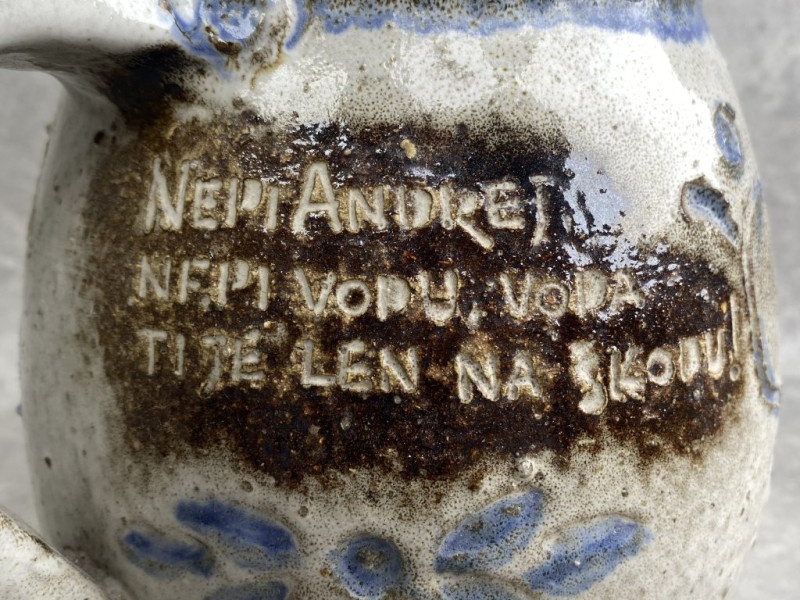 NEPI ANDREJ,
NEPI VODU, VODA
TI JE LEN NA ŠKODU!